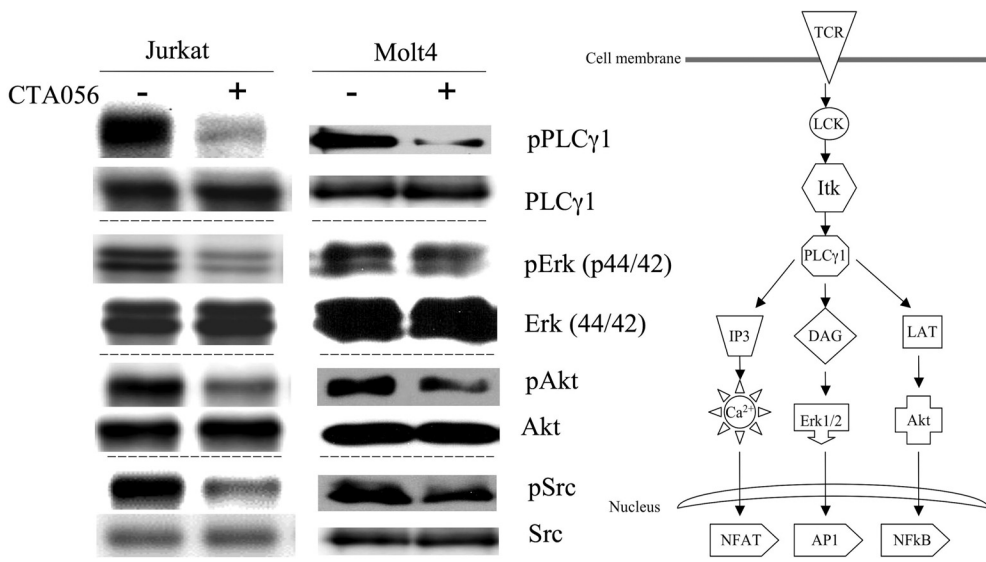 Jurkat
Molt4
CTA056
- +
- +
pPLCγ1
PLCγ1
pErk (p44/42)
Erk (44/42)
pAkt
Akt
pSrc
Src
TCR
Cell membrane
LCK
Itk
PLCγ1
IP3
DAG
LAT
Ca²⁺
Erk1/2
Akt
Nucleus
NFAT
AP1
NFkB